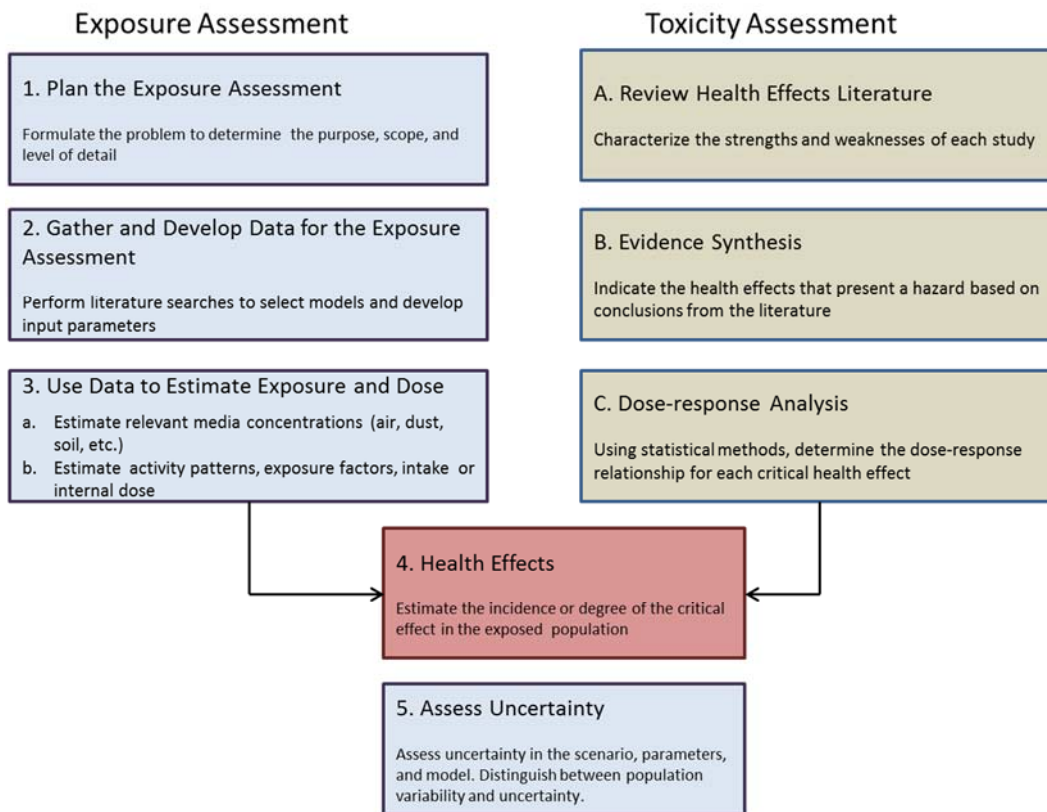 Exposure Assessment
1. Plan the Exposure Assessment
Formulate the problem to determine the purpose, scope, and
level of detail
2. Gather and Develop Data for the Exposure
Assessment
Perform literature searches to select models and develop
input parameters
3. Use Data to Estimate Exposure and Dose
a. Estimate relevant media concentrations (air, dust,
soil, etc.)
b. Estimate activity patterns, exposure factors, intake or
internal dose
Toxicity Assessment
A. Review Health Effects Literature
Characterize the strengths and weaknesses of each study
B. Evidence Synthesis
Indicate the health effects that present a hazard based on
conclusions from the literature
C. Dose-response Analysis
Using statistical methods, determine the dose-response
relationship for each critical health effect
4. Health Effects
Estimate the incidence or degree of the critical
effect in the exposed population
5. Assess Uncertainty
Assess uncertainty in the scenario, parameters,
and model. Distinguish between population
variability and uncertainty.